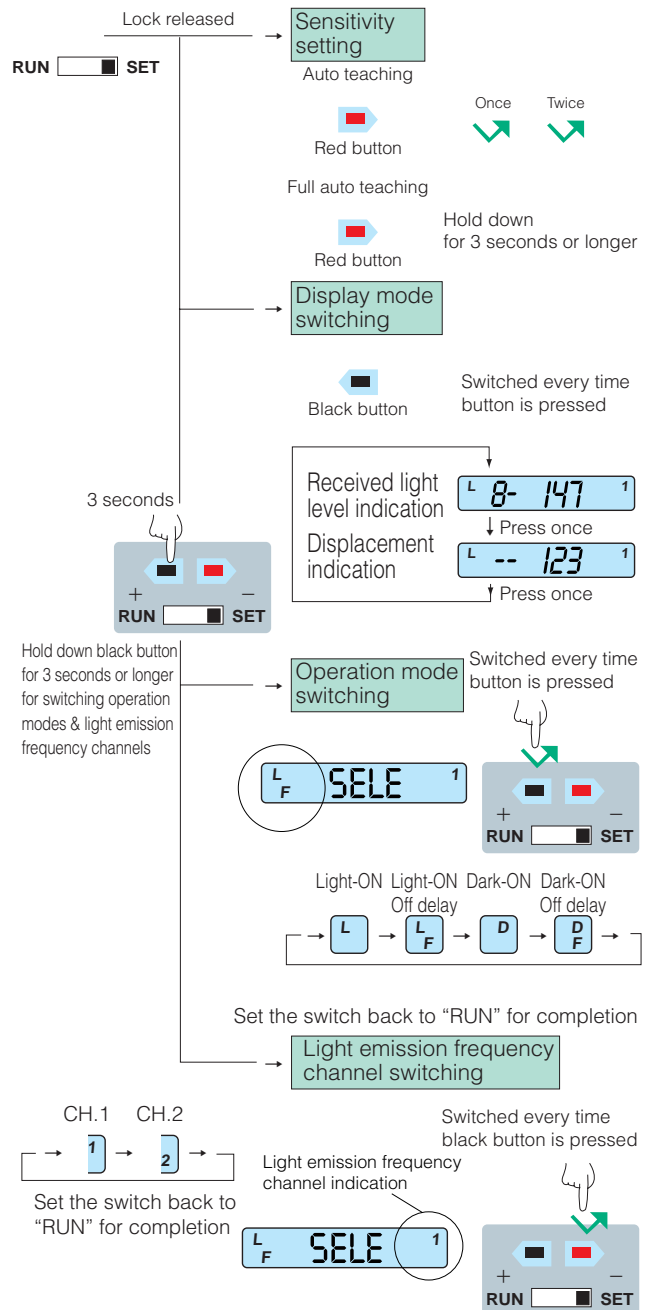 Lock released
RUN SET
Sensitivity
setting
Auto teaching
Once Twice
Red button
Full auto teaching
Hold down
for 3 seconds or longer
Red button
Display mode
switching
Switched every time
button is pressed
Black button
Received light
level indication
L 8- 147 1
Press once
Displacement
indication
L -- 123 1
Press once
3 seconds
+ −
RUN SET
Hold down black button
for 3 seconds or longer
for switching operation
modes & light emission
frequency channels
Operation mode
switching
Switched every time
button is pressed
L F SELE 1
+ −
RUN SET
Light-ON Light-ON Dark-ON Dark-ON
Off delay Off delay
L L D D
F F
Set the switch back to “RUN” for completion
Light emission frequency
channel switching
CH.1 CH.2
1 2
Set the switch back to
“RUN” for completion
Switched every time
black button is pressed
Light emission frequency
channel indication
L F SELE 1
+ −
RUN SET